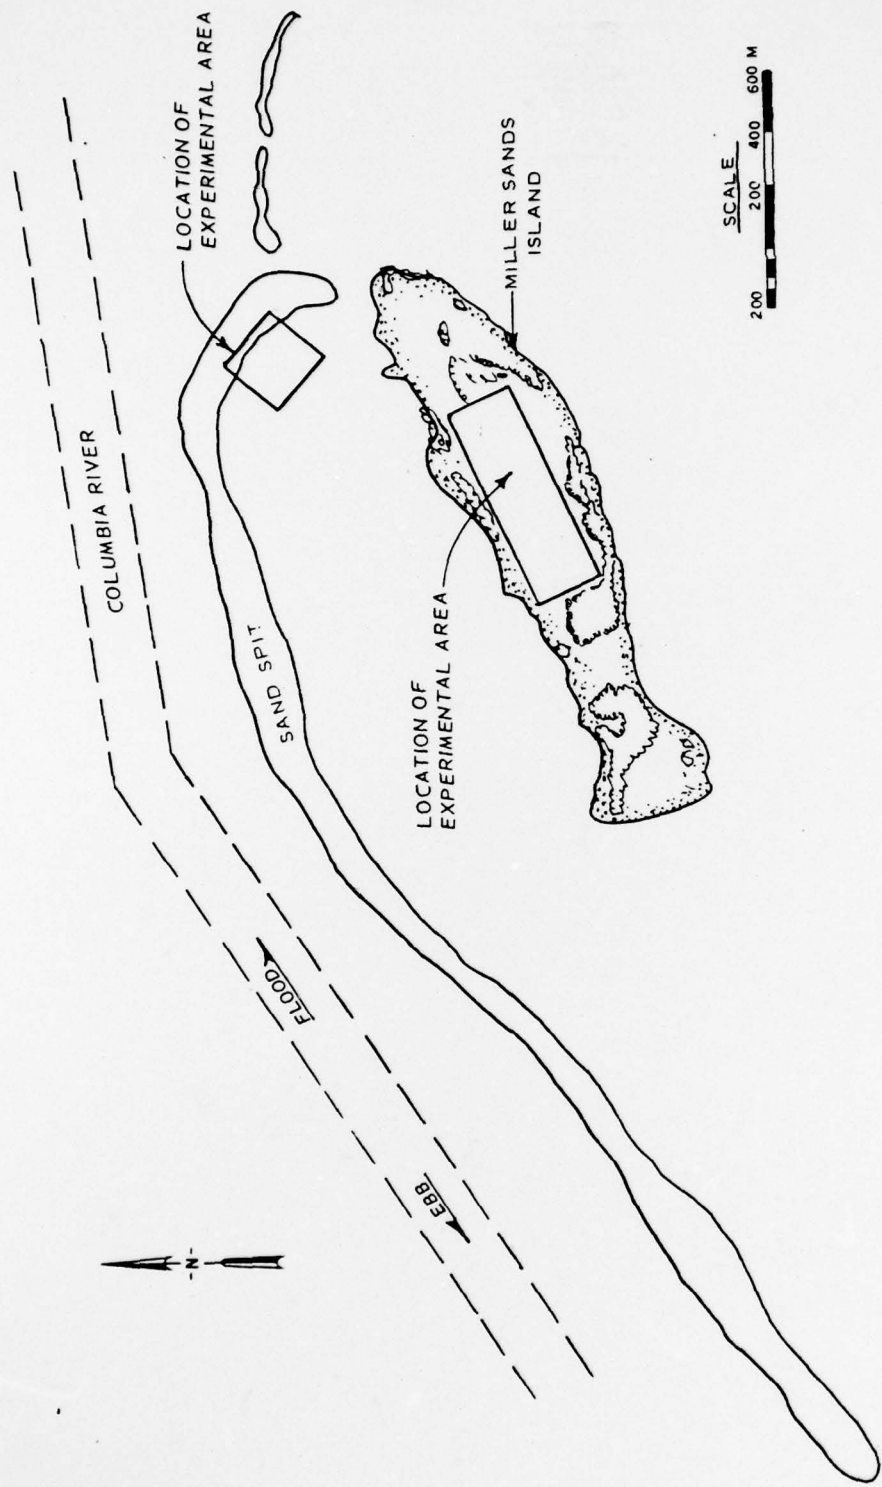 COLUMBIA RIVER
LOCATION OF
EXPERIMENTAL AREA
SAND SPIT
FLOOD
EBB
-N-
LOCATION OF
EXPERIMENTAL AREA
MILLER SANDS
ISLAND
SCALE
200 200 400 600 M